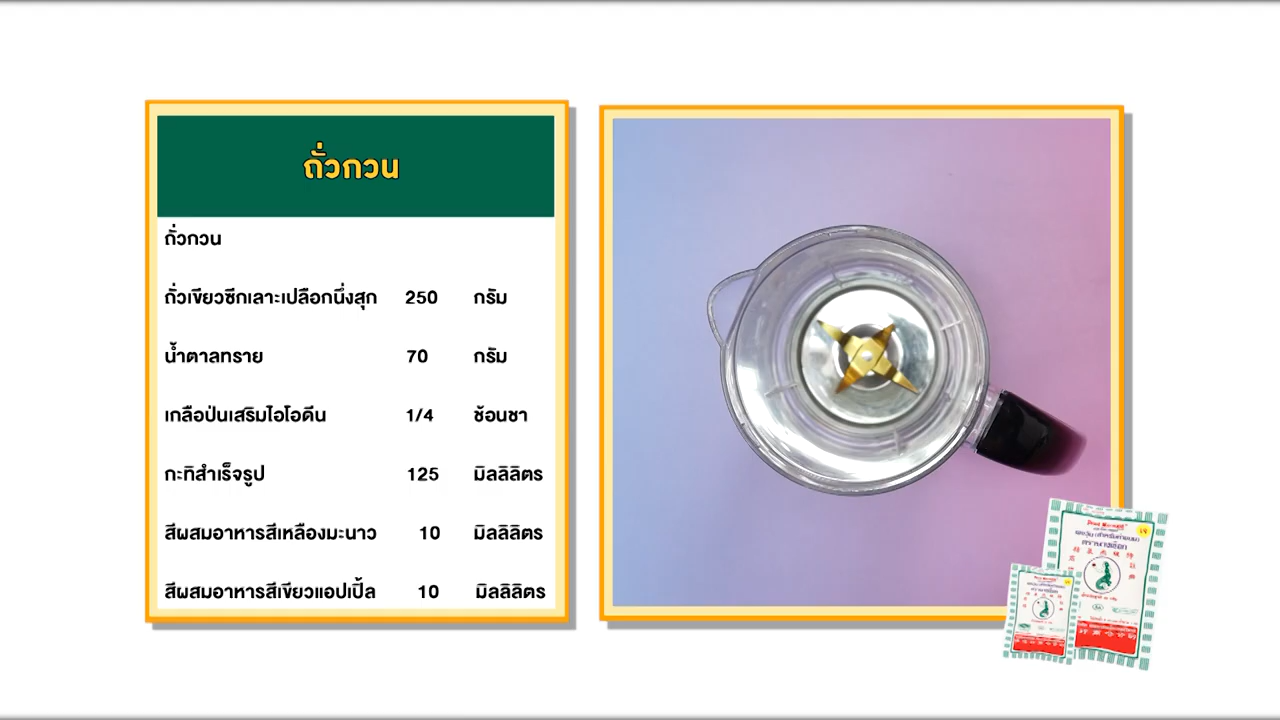 ถั่วกวน
ถั่วกวน
ถั่วเขียวซีกเลาะเปลือกนึ่งสุก 250 กรัม
น้ำตาลทราย 70 กรัม
เกลือป่นเสริมไอโอดีน 1/4 ช้อนชา
กะทิสำเร็จรูป 125 มิลลิลิตร
สีผสมอาหารสีเหลืองมะนาว 10 มิลลิลิตร
สีผสมอาหารสีเขียวแอปเปิ้ล 10 มิลลิลิตร